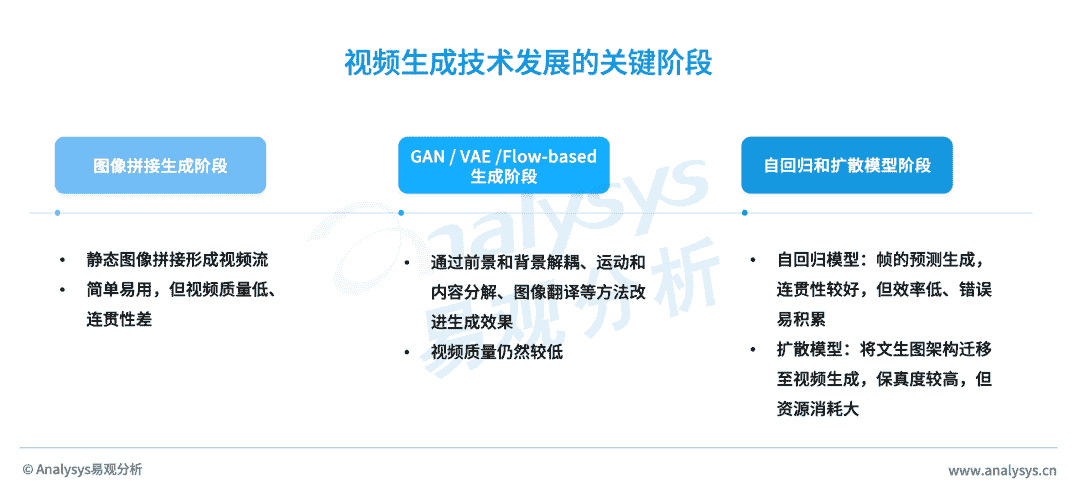 视频生成技术发展的关键阶段
图像拼接生成阶段
• 静态图像拼接形成视频流
• 简单易用，但视频质量低、
连贯性差
GAN / VAE /Flow-based
生成阶段
• 通过前景和背景解耦、运动和
内容分解、图像翻译等方法改
进生成效果
• 视频质量仍然较低
自回归和扩散模型阶段
• 自回归模型：帧的预测生成，
连贯性较好，但效率低、错误
易积累
• 扩散模型：将文生图架构迁移
至视频生成，保真度较高，但
资源消耗大
analysys
易观分析
© Analysys易观分析
www.analysys.cn